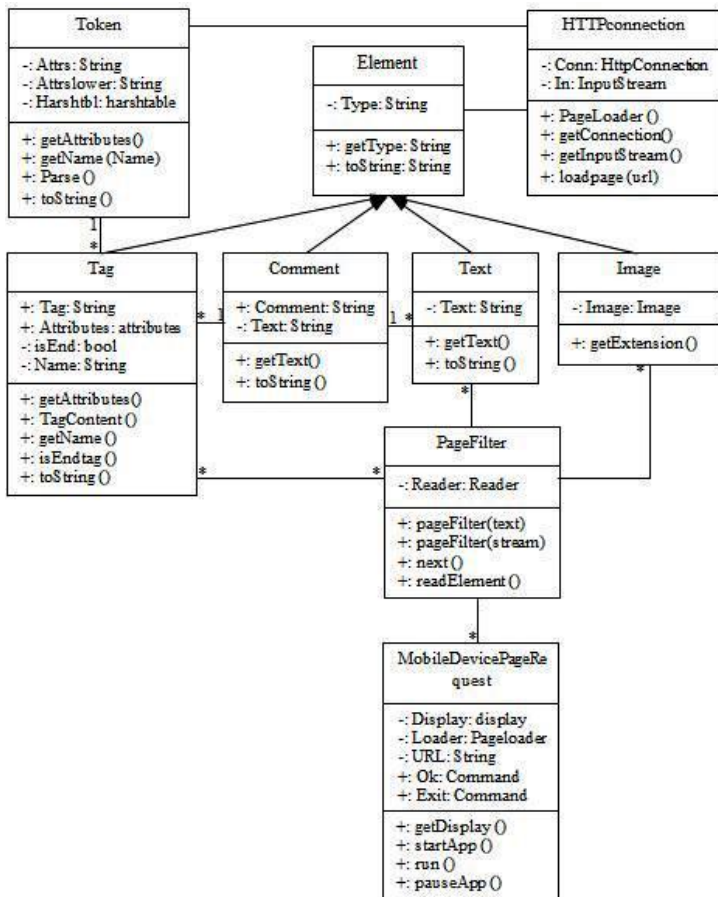 Token
-: Attrs: String
-: Attrslower: String
-: Harshtbl: harshtable
+: getAttributes()
+: getName (Name)
+: Parse ()
+: toString ()
1
*
HTTPconnection
-: Conn: HttpConnection
-: In: InputStream
+: PageLoader ()
+: getConnection()
+: getInputStream ()
+: loadpage (url)
Element
-: Type: String
+: getType: String
+: toString: String
Tag
+: Tag: String
+: Attributes: attributes
-: isEnd: bool
-: Name: String
+: getAttributes()
+: TagContent ()
+: getName ()
+: isEndtag ()
+: toString ()
* 1
Comment
+: Comment: String
-: Text: String
+: getText()
+: toString ()
1 *
Text
-: Text: String
+: getText()
+: toString ()
*
Image
-: Image: Image
+: getExtension ()
*
* *
PageFilter
-: Reader: Reader
+: pageFilter(text)
+: pageFilter(stream)
+: next ()
+: readElement ()
*
MobileDevicePageRe
quest
-: Display: display
-: Loader: Pageloader
-: URL: String
+: Ok: Command
+: Exit: Command
+: getDisplay ()
+: startApp ()
+: run ()
+: pauseApp ()